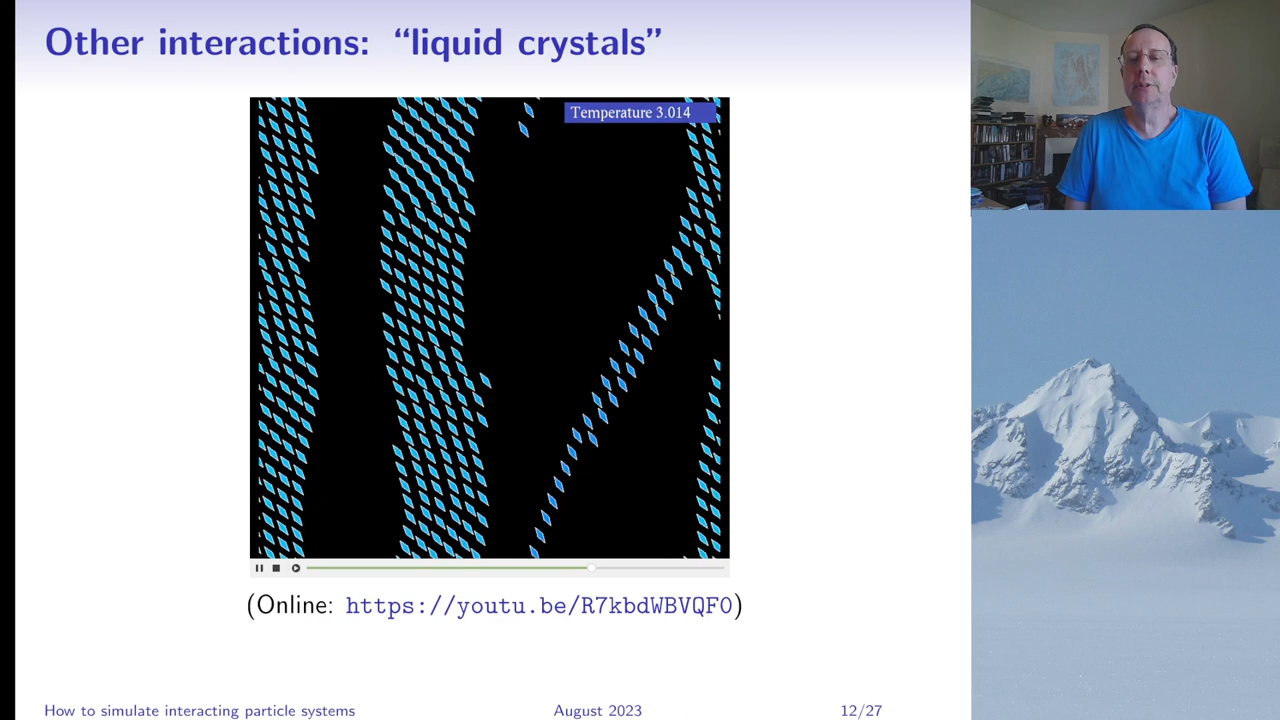 Other interactions: “liquid crystals”
Temperature 3.014
(Online: https://youtu.be/R7kbdWBVQF0)
How to simulate interacting particle systems August 2023 12/27